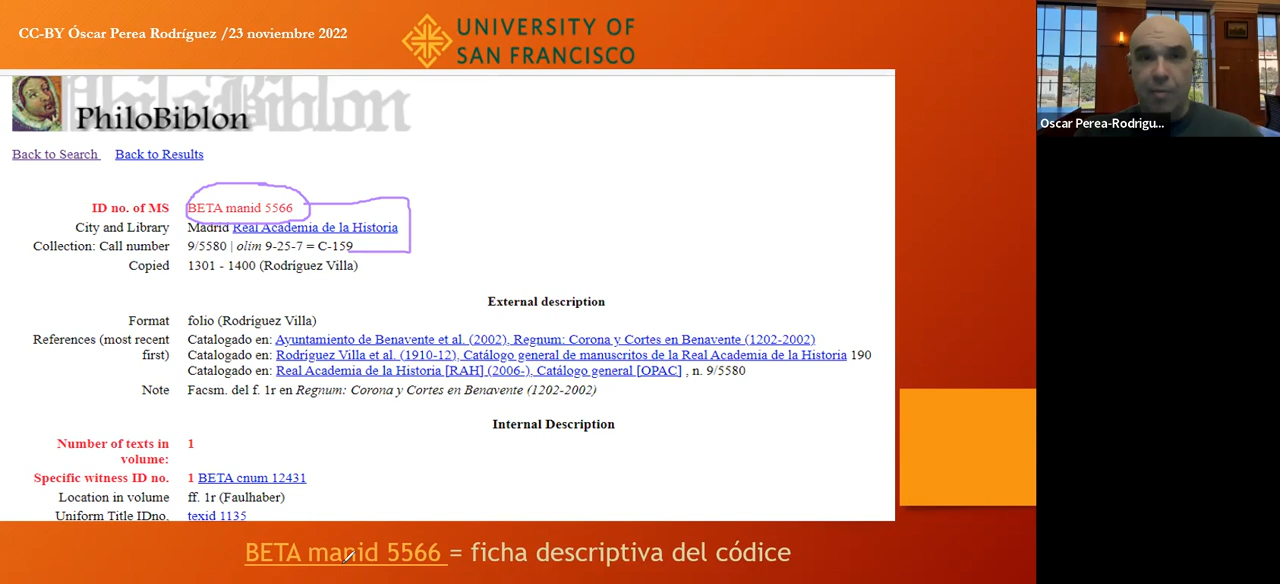 CC-BY Óscar Perea Rodríguez /23 noviembre 2022
UNIVERSITY OF
SAN FRANCISCO
Oscar Perea-Rodrigu...
PhiloBiblon
Back to Search Back to Results
ID no. of MS BETA manid 5566
City and Library Madrid Real Academia de la Historia
Collection: Call number 9/5580 | olim 9-25-7 = C-159
Copied 1301 - 1400 (Rodríguez Villa)
External description
Format folio (Rodríguez Villa)
References (most recent first) Catalogado en: Ayuntamiento de Benavente et al. (2002), Regnum: Corona y Cortes en Benavente (1202-2002)
Catalogado en: Rodríguez Villa et al. (1910-12), Catálogo general de manuscritos de la Real Academia de la Historia 190
Catalogado en: Real Academia de la Historia [RAH] (2006-), Catálogo general [OPAC] , n. 9/5580
Note Facsm. del f. 1r en Regnum: Corona y Cortes en Benavente (1202-2002)
Internal Description
Number of texts in volume: 1
Specific witness ID no. 1 BETA cnum 12431
Location in volume ff. 1r (Faulhaber)
Uniform Title IDno. texid 1135
BETA manid 5566 = ficha descriptiva del códice